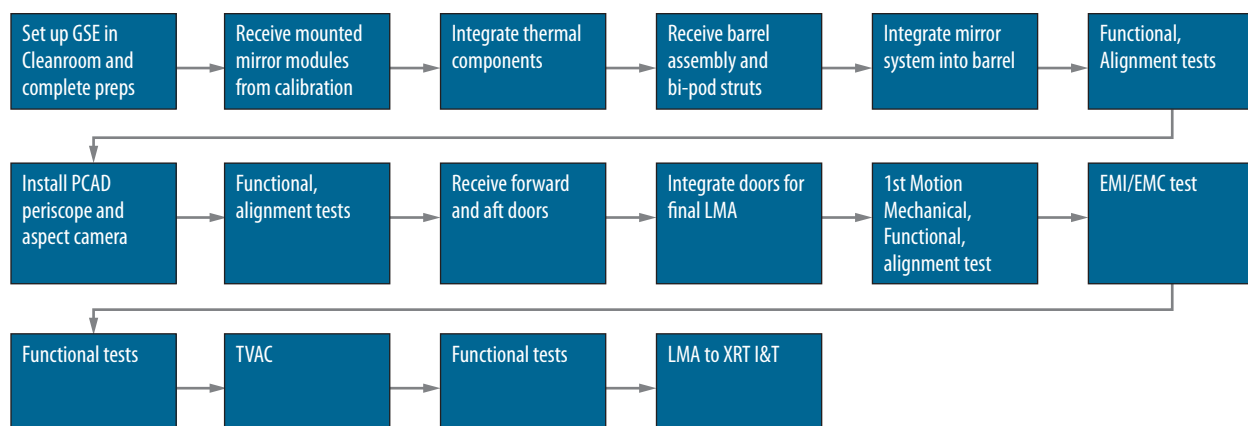 Set up GSE in
Cleanroom and
complete preps
Receive mounted
mirror modules
from calibration
Integrate thermal
components
Receive barrel
assembly and
bi-pod struts
Integrate mirror
system into barrel
Functional,
Alignment tests
Install PCAD
periscope and
aspect camera
Functional,
alignment tests
Receive forward
and aft doors
Integrate doors for
final LMA
1st Motion
Mechanical,
Functional,
alignment test
EMI/EMC test
Functional tests
TVAC
Functional tests
LMA to XRT I&T